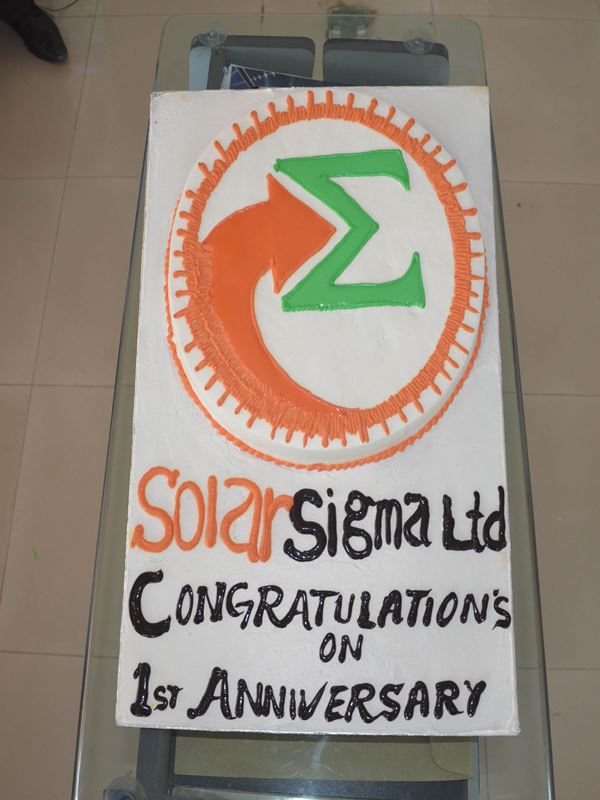 Σ
SolarSigma Ltd
CONGRATULATION'S
ON
1ST ANNIVERSARY